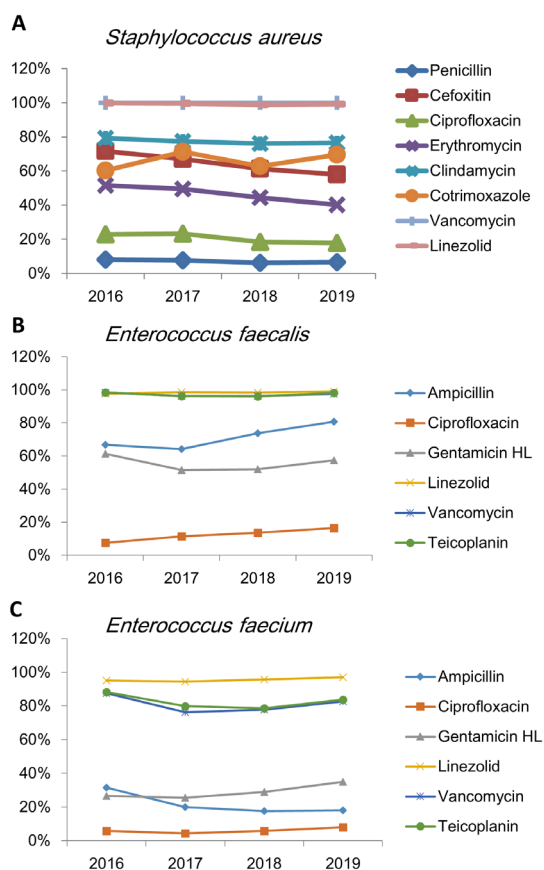 A
Staphylococcus aureus
120%
100%
80%
60%
40%
20%
0%
2016 2017 2018 2019
Penicillin
Cefoxitin
Ciprofloxacin
Erythromycin
Clindamycin
Cotrimoxazole
Vancomycin
Linezolid
B
Enterococcus faecalis
120%
100%
80%
60%
40%
20%
0%
2016 2017 2018 2019
Ampicillin
Ciprofloxacin
Gentamicin HL
Linezolid
Vancomycin
Teicoplanin
C
Enterococcus faecium
120%
100%
80%
60%
40%
20%
0%
2016 2017 2018 2019
Ampicillin
Ciprofloxacin
Gentamicin HL
Linezolid
Vancomycin
Teicoplanin